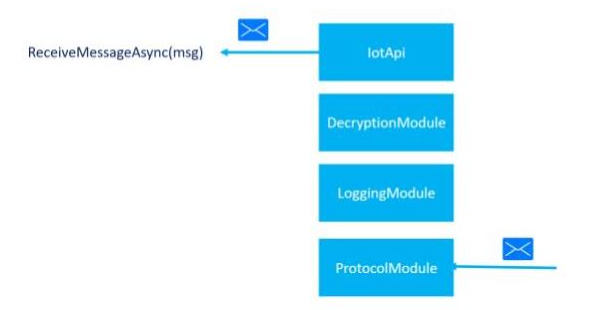 ReceiveMessageAsync(msg)
IotApi
DecryptionModule
LoggingModule
ProtocolModule